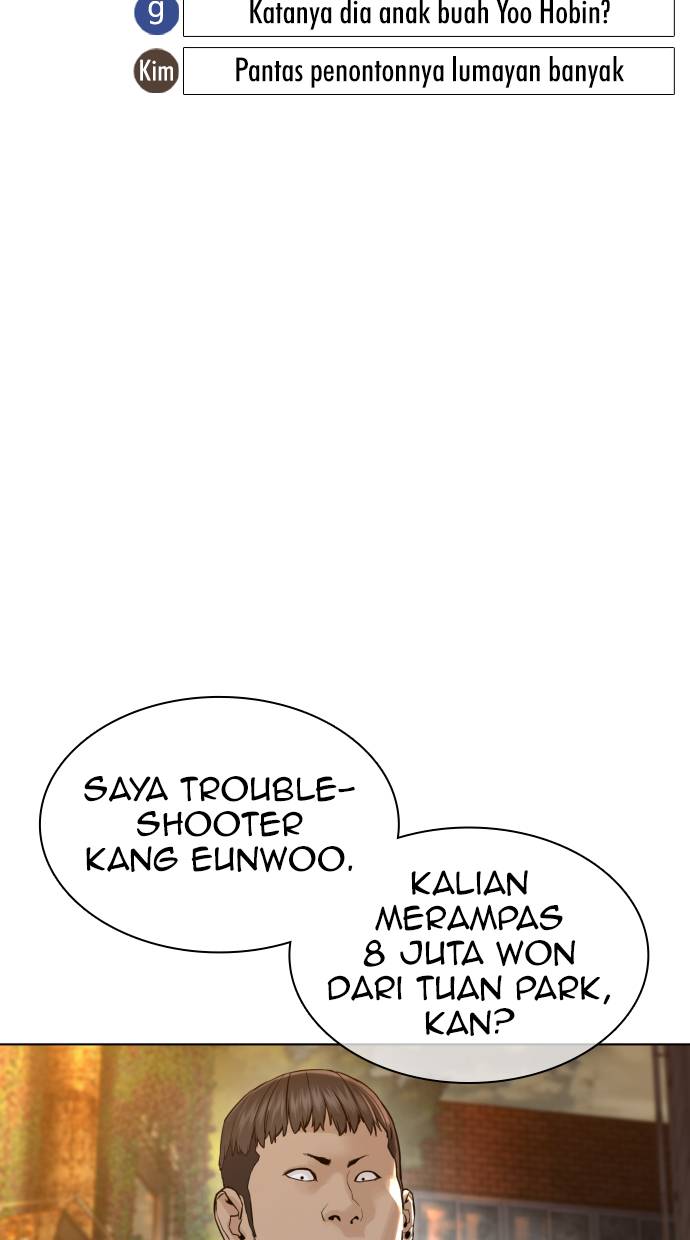 g Katanya dia anak buah Yoo Hobin?
Kim Pantas penontonnya lumayan banyak
SAYA TROUBLE-
SHOOTER
KANG EUNWOO.
KALIAN
MERAMPAS
8 JUTA WON
DARI TUAN PARK,
KAN?